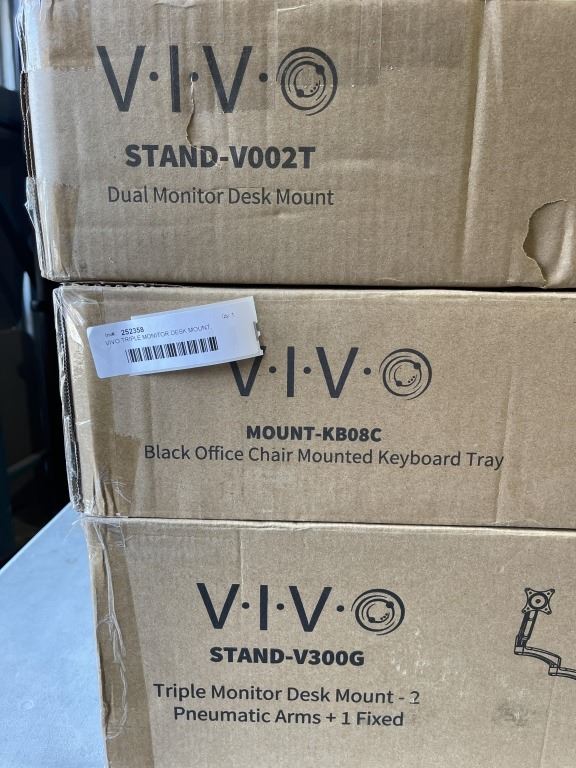 V·I·V·O
STAND-V002T
Dual Monitor Desk Mount
Inv#: 252358
VIVO TRIPLE MONITOR DESK MOUNT,
V·I·V·O
MOUNT-KB08C
Black Office Chair Mounted Keyboard Tray
V·I·V·O
STAND-V300G
Triple Monitor Desk Mount - 2
Pneumatic Arms + 1 Fixed